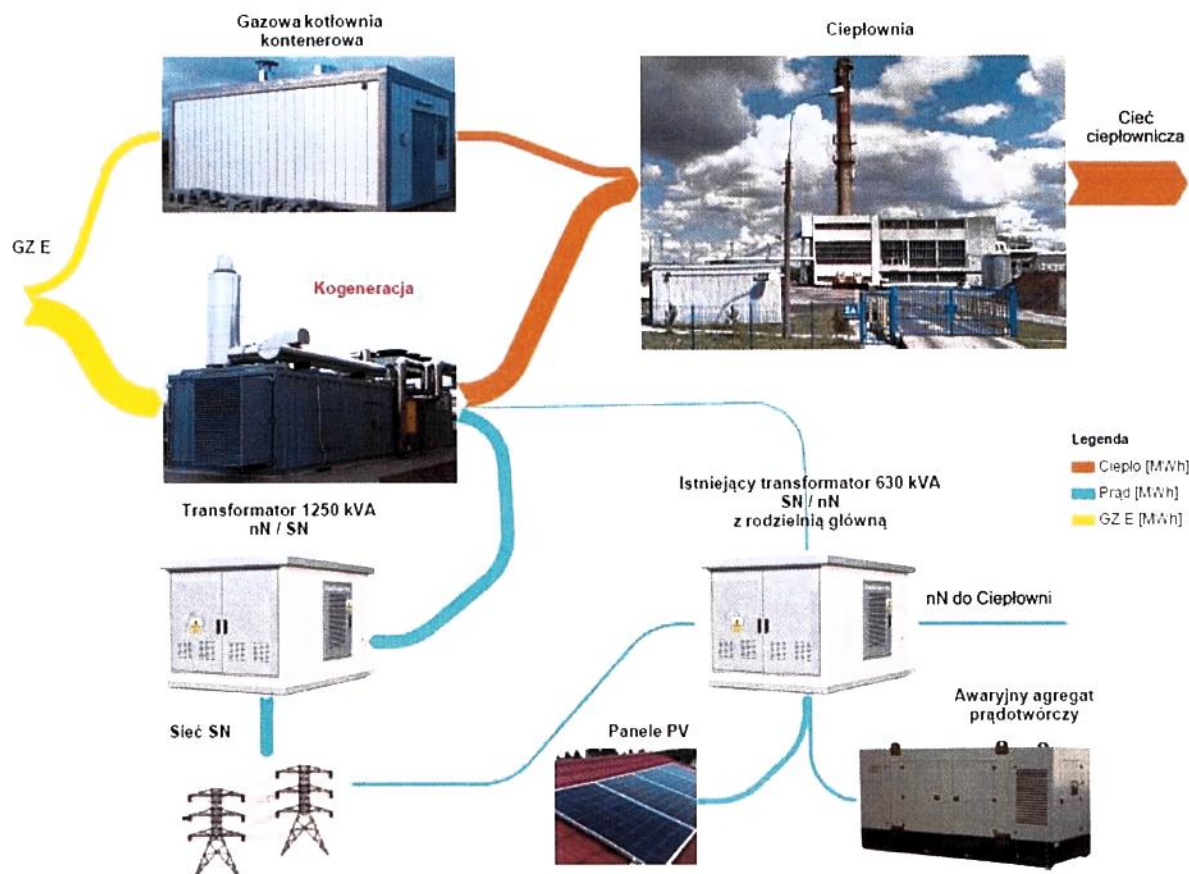 Gazowa kotłownia
kontenerowa
Ciepłownia
Cieć
ciepłownicza
GZ E
Kogeneracja
Legenda
Ciepło [MWh]
Prąd [MWh]
GZ E [MWh]
Transformator 1250 kVA
nN / SN
Istniejący transformator 630 kVA
SN / nN
z rodzielnią główną
nN do Ciepłowni
Sieć SN
Panele PV
Awaryjny agregat
prądotwórczy